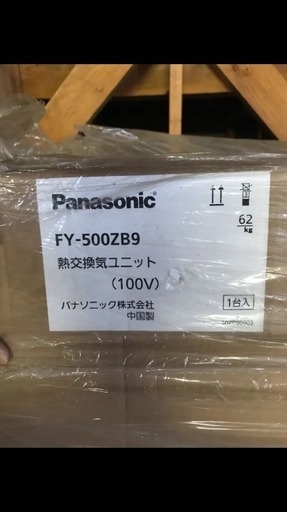 Panasonic
FY-500ZB9
62
kg
熱交換気ユニット
(100V)
パナソニック株式会社
1台入
中国製